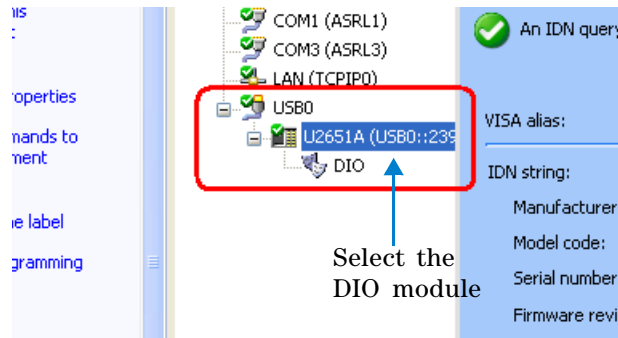 his
:
roperties
mands to
ment
e label
gramming
COM1 (ASRL1)
COM3 (ASRL3)
LAN (TCPIP0)
USB0
U2651A (USB0::239
DIO
Select the
DIO module
An IDN query
VISA alias:
IDN string:
Manufacturer
Model code:
Serial number
Firmware revi